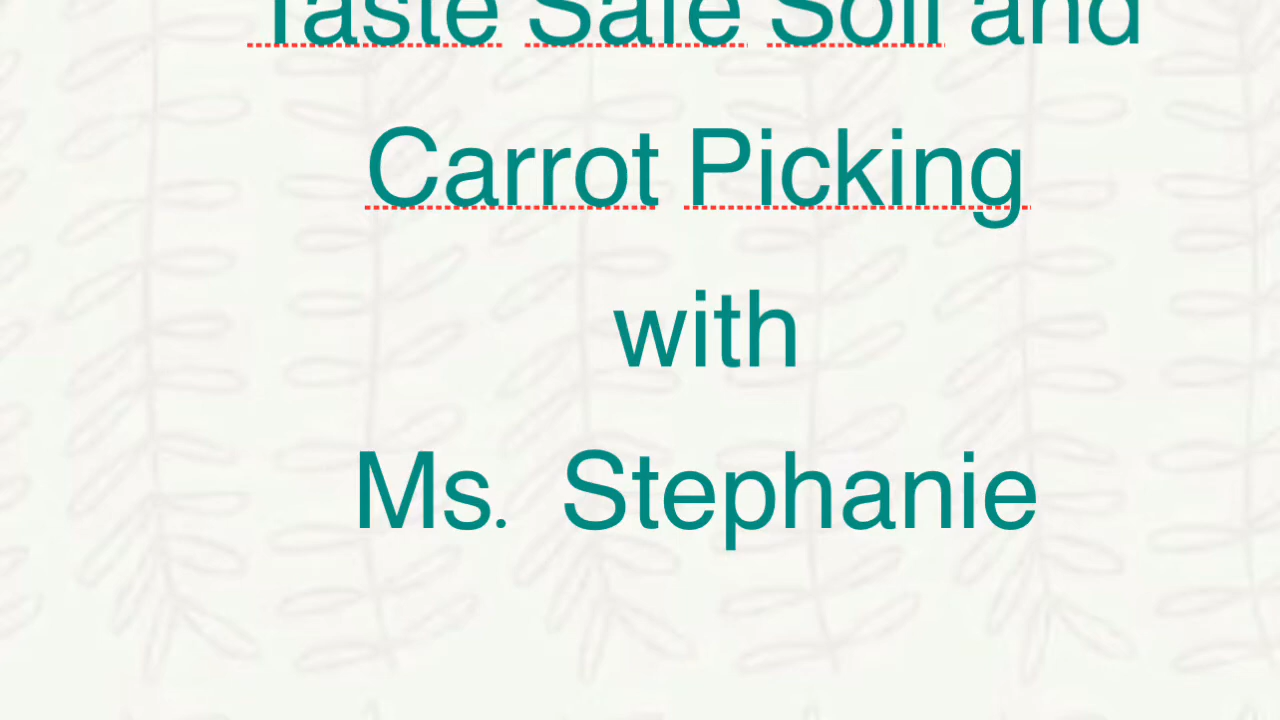 Taste Safe Soil and
Carrot Picking
with
Ms.  Stephanie